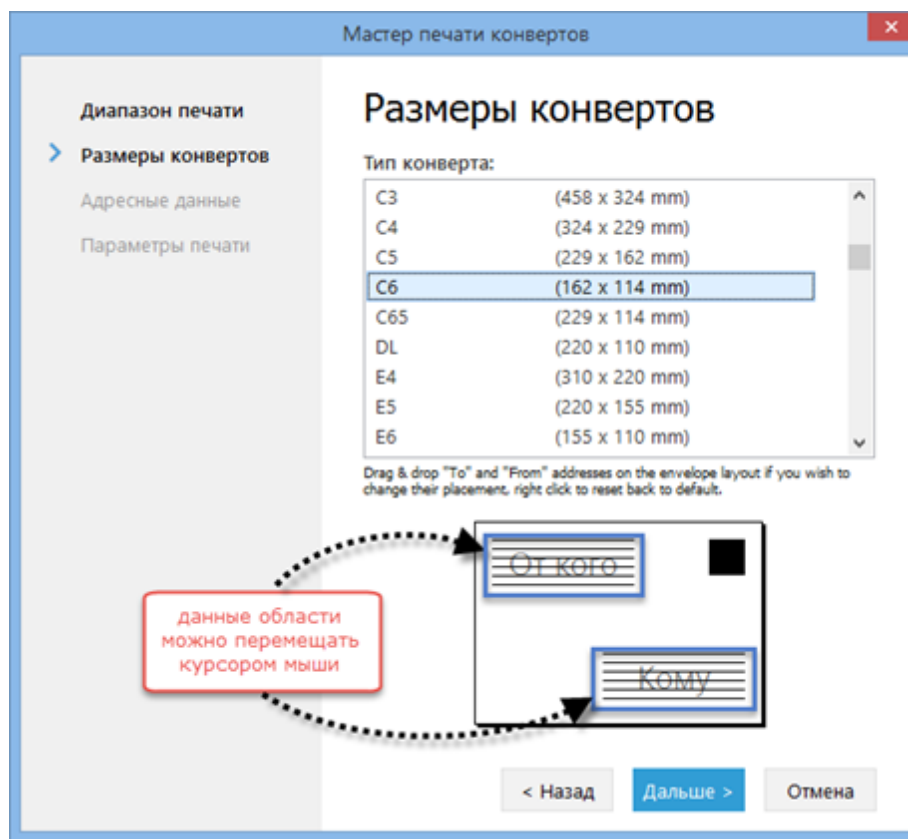 Мастер печати конвертов
Диапазон печати
Размеры конвертов
Адресные данные
Параметры печати
Размеры конвертов
Тип конверта:
C3 (458 x 324 mm)
C4 (324 x 229 mm)
C5 (229 x 162 mm)
C6 (162 x 114 mm)
C65 (229 x 114 mm)
DL (220 x 110 mm)
E4 (310 x 220 mm)
E5 (220 x 155 mm)
E6 (155 x 110 mm)
Drag & drop "To" and "From" addresses on the envelope layout if you wish to
change their placement, right click to reset back to default.
От кого
данные области
можно перемещать
курсором мыши
Кому
< Назад
Дальше >
Отмена